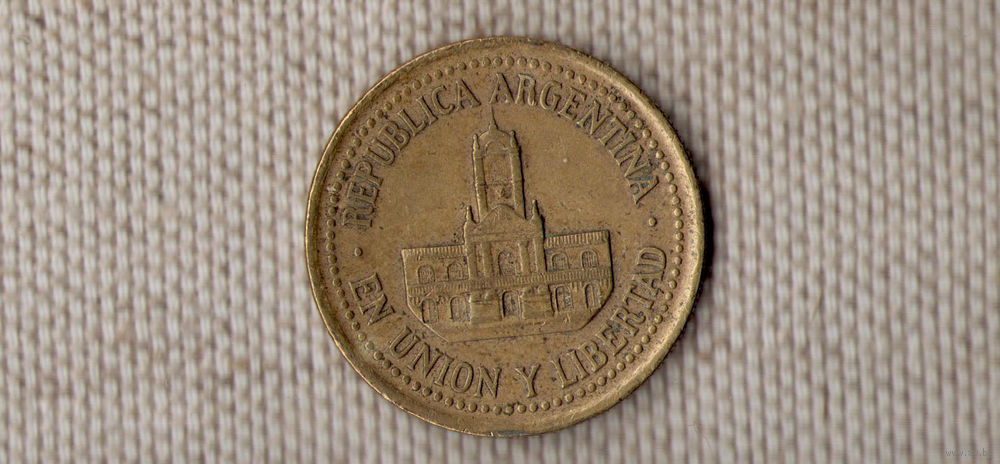 REPUBLICA ARGENTINA
EN UNION Y LIBERTAD